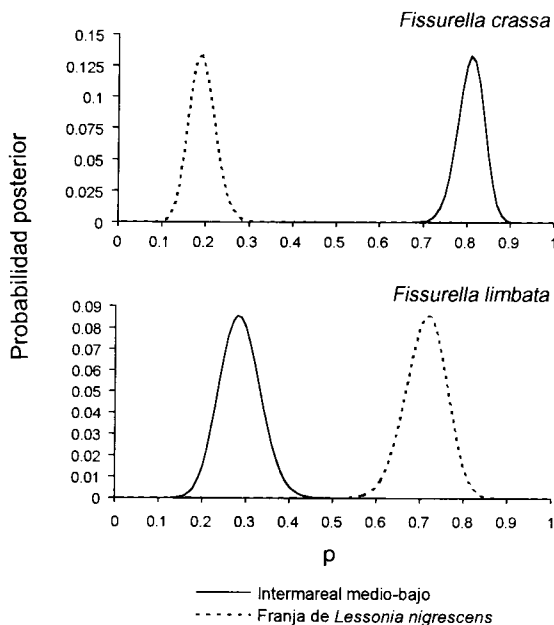 Fissurella crassa
0.15
0.125
0.1
0.075
0.05
0.025
0
0 0.1 0.2 0.3 0.4 0.5 0.6 0.7 0.8 0.9 1
Probabilidad posterior
Fissurella limbata
0.09
0.08
0.07
0.06
0.05
0.04
0.03
0.02
0.01
0
0 0.1 0.2 0.3 0.4 0.5 0.6 0.7 0.8 0.9 1
p
Intermareal medio-bajo
Franja de Lessonia nigrescens